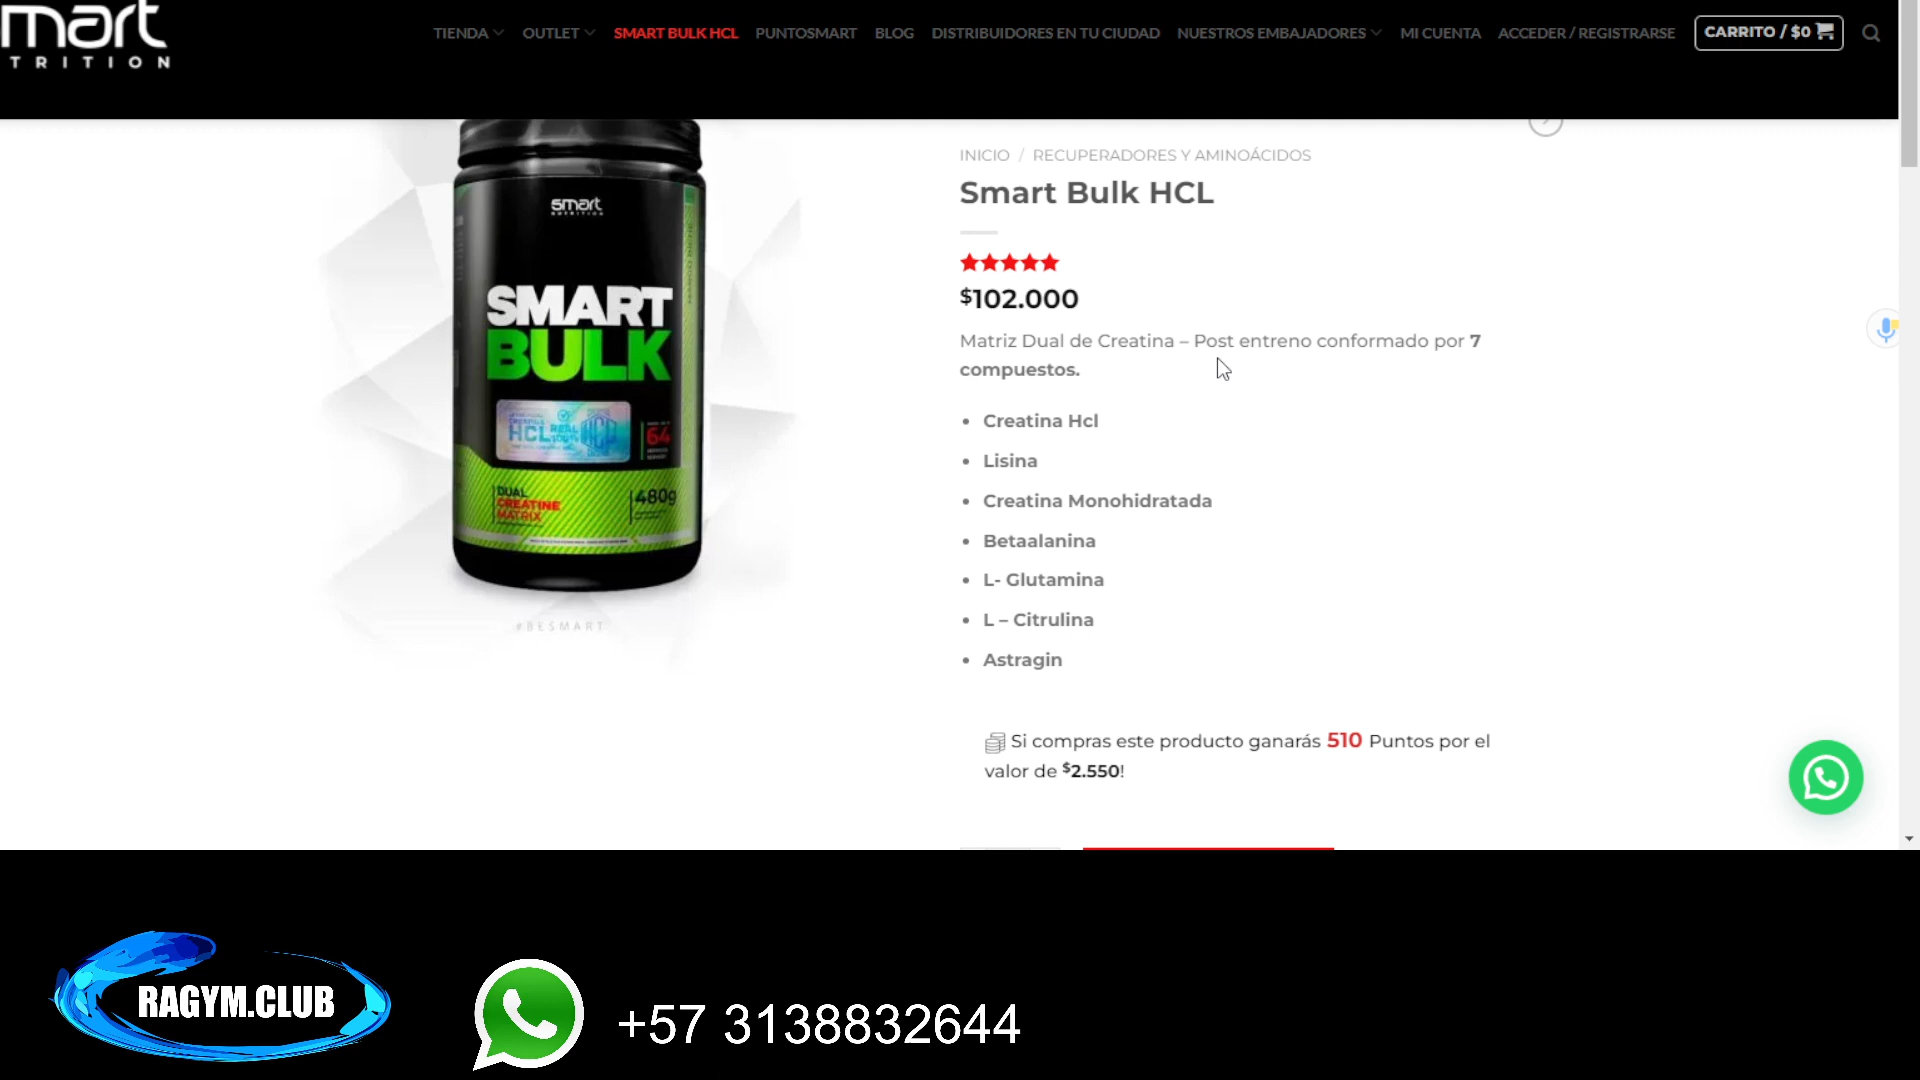 mart
TRITION
TIENDA
OUTLET
SMART BULK HCL
PUNTOSMART
BLOG
DISTRIBUIDORES EN TU CIUDAD
NUESTROS EMBAJADORES
MI CUENTA
ACCEDER / REGISTRARSE
CARRITO / $0
INICIO / RECUPERADORES Y AMINOÁCIDOS
Smart Bulk HCL
$102.000
Matriz Dual de Creatina – Post entreno conformado por 7
compuestos.
• Creatina Hcl
• Lisina
• Creatina Monohidratada
• Betaalanina
• L- Glutamina
• L – Citrulina
• Astragin
Si compras este producto ganarás 510 Puntos por el
valor de $2.550!
smart
NUTRITION
SMART
BULK
HCL REAL
64
DUAL
CREATINE
MATRIX
480g
#BESMART
RAGYM.CLUB
+57 3138832644